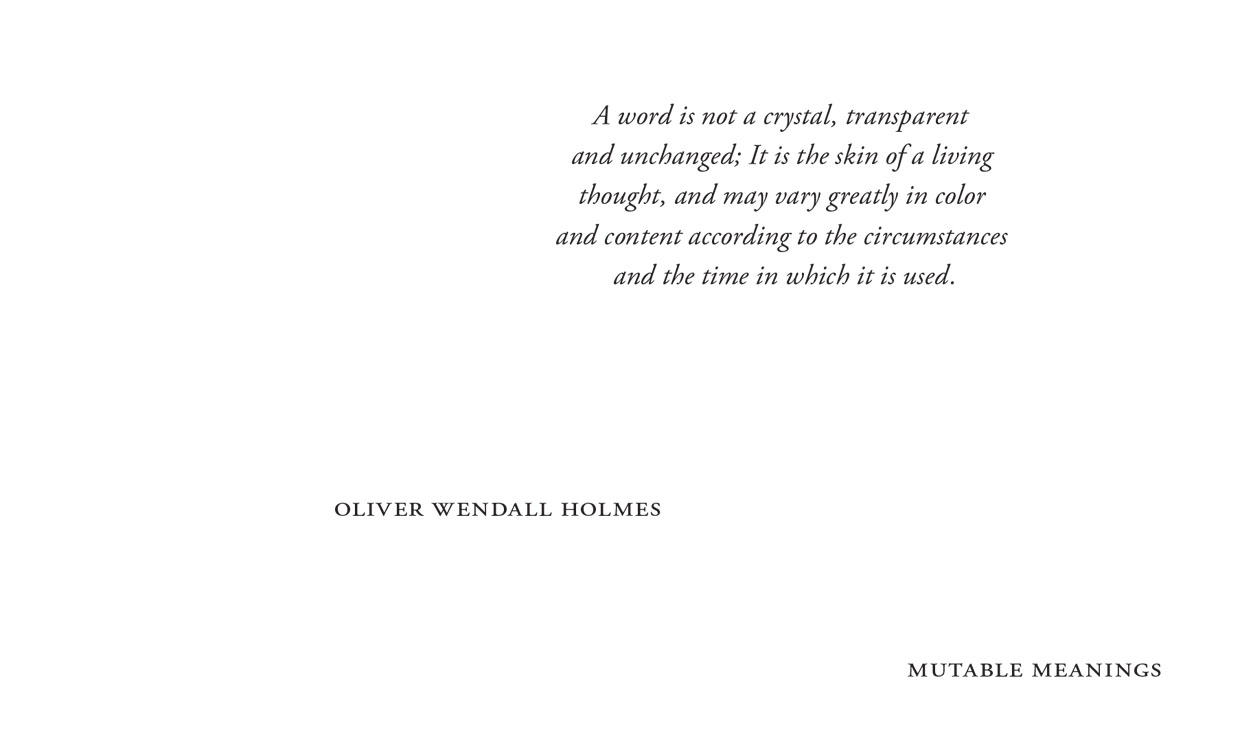 A word is not a crystal, transparent
and unchanged; It is the skin of a living
thought, and may vary greatly in color
and content according to the circumstances
and the time in which it is used.
OLIVER WENDALL HOLMES
MUTABLE MEANINGS